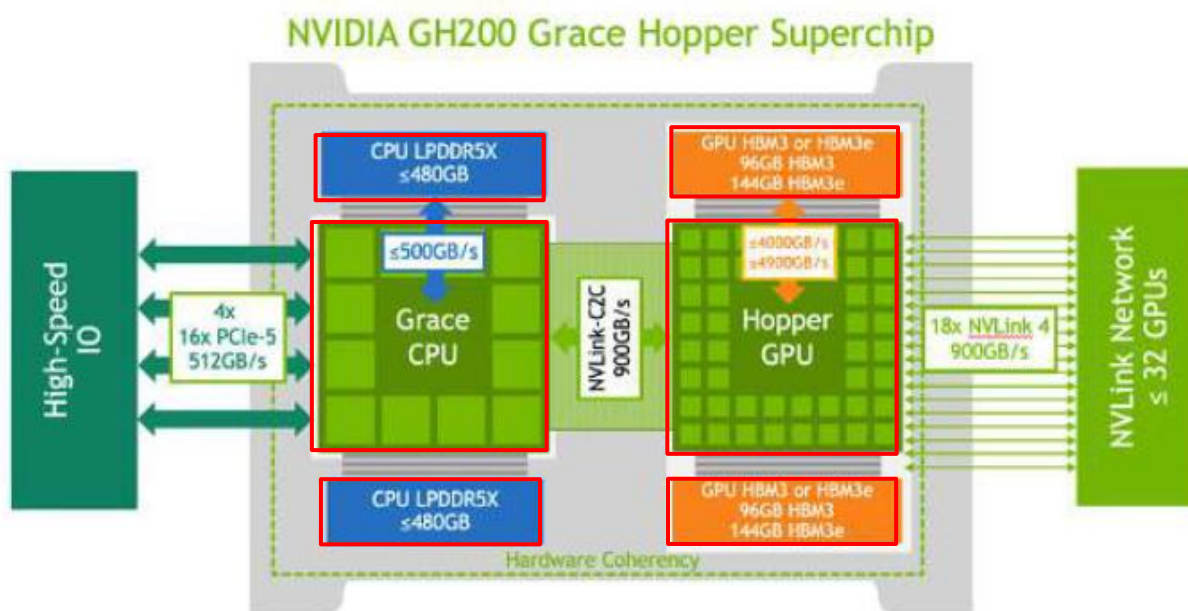 NVIDIA GH200 Grace Hopper Superchip
CPU LPDDR5X
≤480GB
GPU HBM3 or HBM3e
96GB HBM3
144GB HBM3e
High-Speed
IO
4x
16x PCIe-5
512GB/s
≤500GB/s
Grace
CPU
NVLink-C2C
900GB/s
≤4000GB/s
≤4900GB/s
Hopper
GPU
18x NVLink 4
900GB/s
NVLink Network
≤ 32 GPUs
CPU LPDDR5X
≤480GB
GPU HBM3 or HBM3e
96GB HBM3
144GB HBM3e
Hardware Coherency